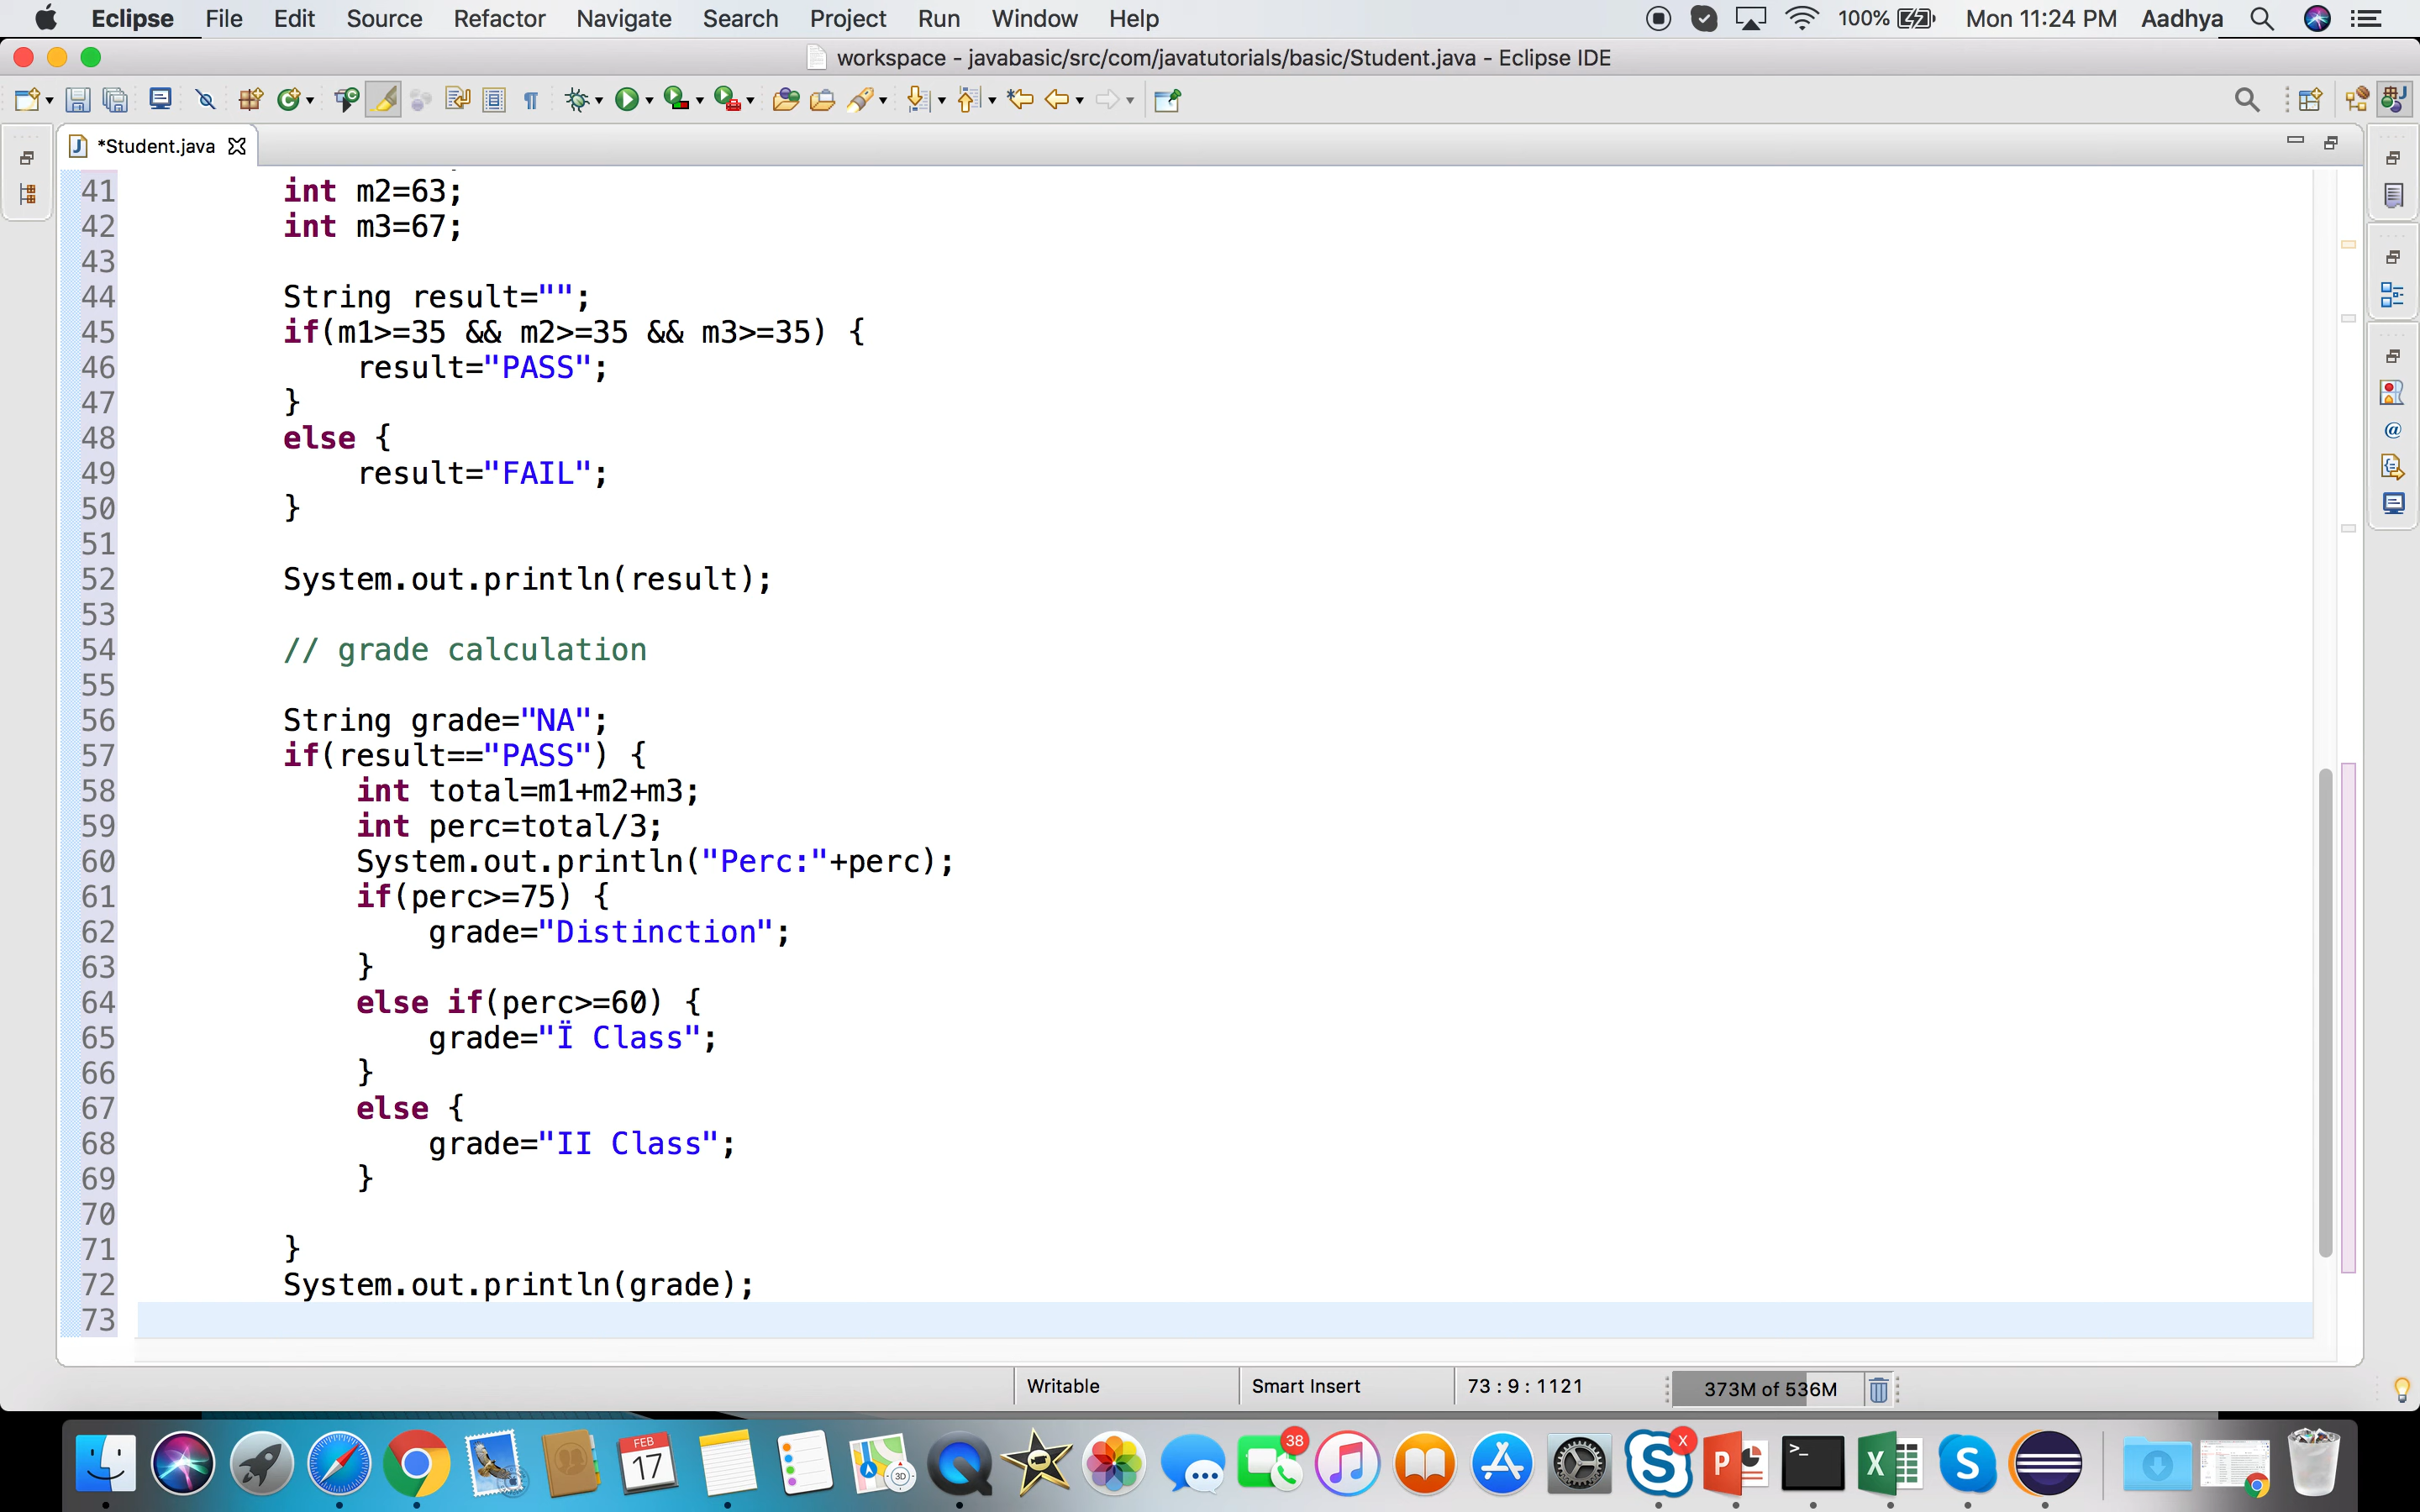 Eclipse File Edit Source Refactor Navigate Search Project Run Window Help 100% Mon 11:24 PM Aadhya
workspace - javabasic/src/com/javatutorials/basic/Student.java - Eclipse IDE
*Student.java
41 int m2=63;
42 int m3=67;
43
44 String result="";
45 if(m1>=35 && m2>=35 && m3>=35) {
46 result="PASS";
47 }
48 else {
49 result="FAIL";
50 }
51
52 System.out.println(result);
53
54 // grade calculation
55
56 String grade="NA";
57 if(result=="PASS") {
58 int total=m1+m2+m3;
59 int perc=total/3;
60 System.out.println("Perc:"+perc);
61 if(perc>=75) {
62 grade="Distinction";
63 }
64 else if(perc>=60) {
65 grade="Ï Class";
66 }
67 else {
68 grade="II Class";
69 }
70
71 }
72 System.out.println(grade);
73
Writable Smart Insert 73 : 9 : 1121 373M of 536M
FEB
17
3D
38
X